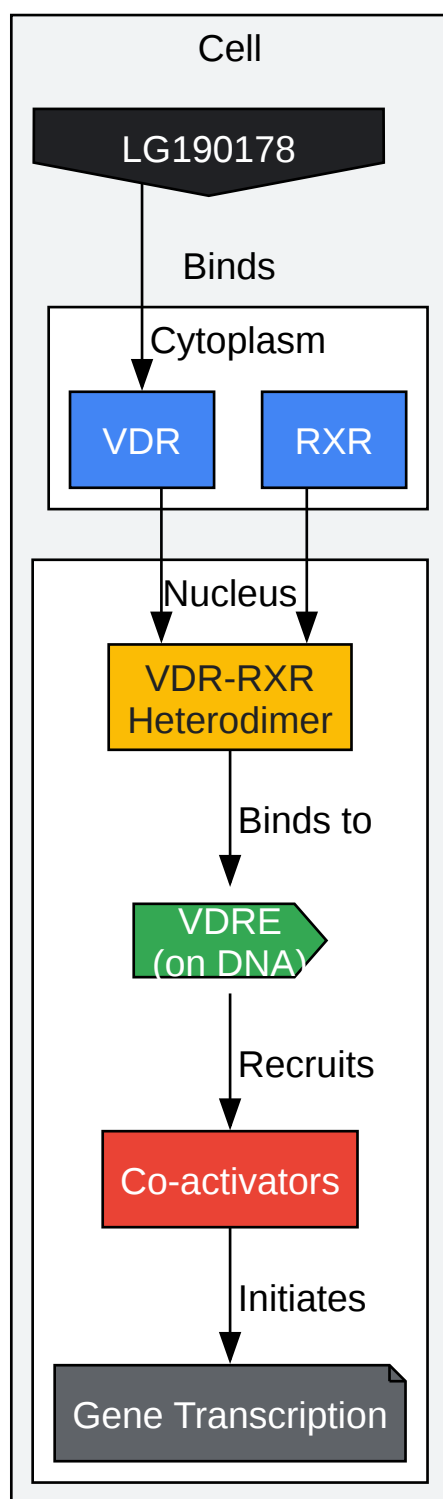 Cell
LG190178
Binds
Cytoplasm
VDR
RXR
Nucleus
VDR-RXR
Heterodimer
Binds to
VDRE
(on DNA)
Recruits
Co-activators
Initiates
Gene Transcription